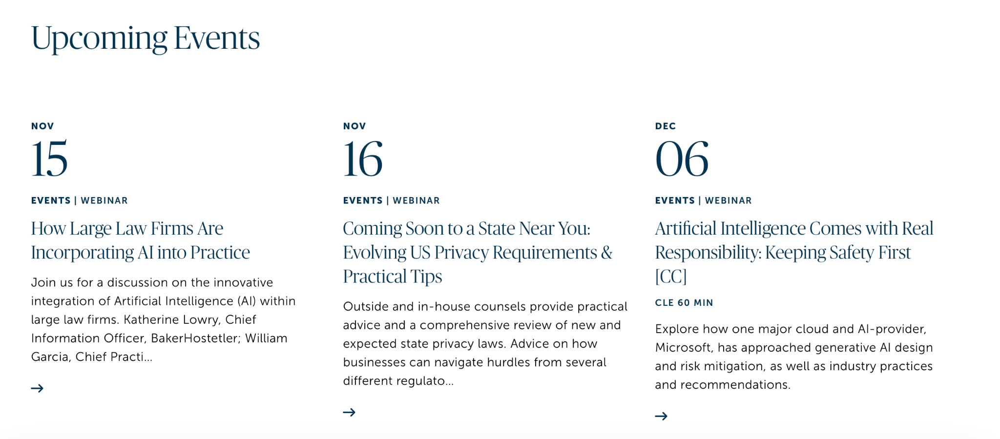 Upcoming Events
NOV
15
EVENTS | WEBINAR
How Large Law Firms Are
Incorporating AI into Practice
Join us for a discussion on the innovative
integration of Artificial Intelligence (AI) within
large law firms. Katherine Lowry, Chief
Information Officer, BakerHostetler; William
Garcia, Chief Practi...
→
NOV
16
EVENTS | WEBINAR
Coming Soon to a State Near You:
Evolving US Privacy Requirements &
Practical Tips
Outside and in-house counsels provide practical
advice and a comprehensive review of new and
expected state privacy laws. Advice on how
businesses can navigate hurdles from several
different regulato...
→
DEC
06
EVENTS | WEBINAR
Artificial Intelligence Comes with Real
Responsibility: Keeping Safety First
[CC]
CLE 60 MIN
Explore how one major cloud and AI-provider,
Microsoft, has approached generative AI design
and risk mitigation, as well as industry practices
and recommendations.
→